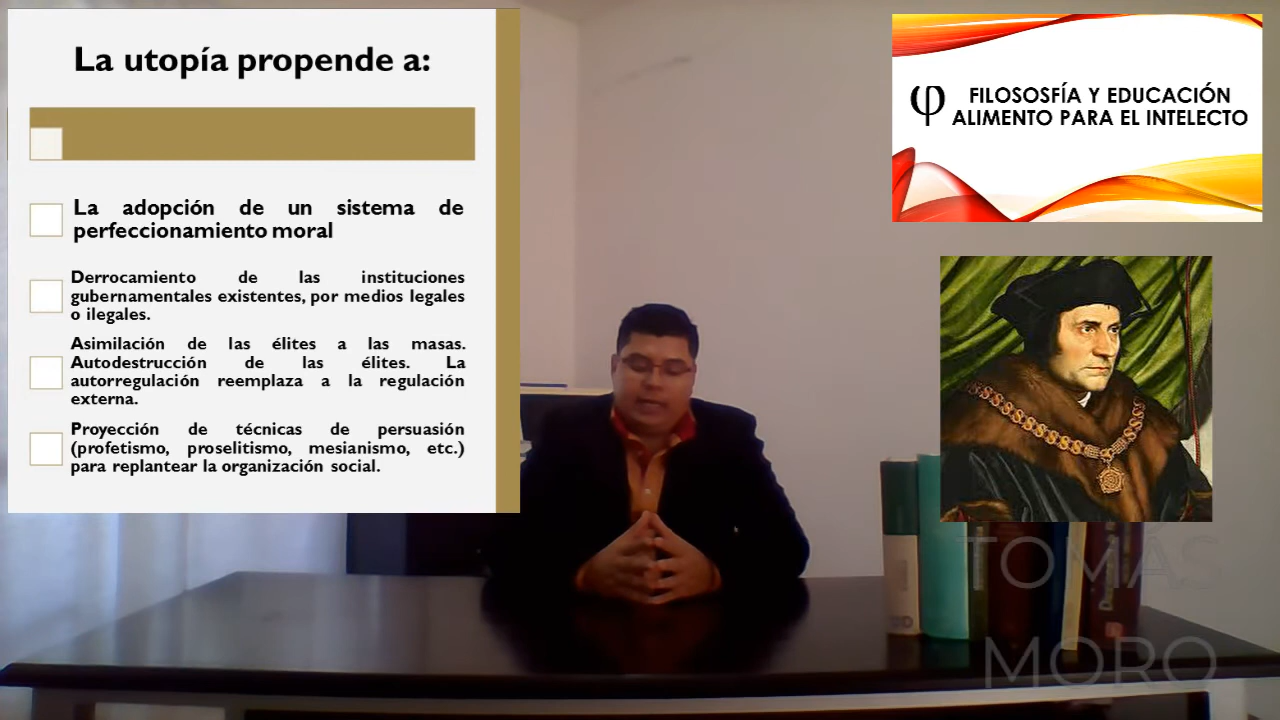 La utopía propende a:
La adopción de un sistema de
perfeccionamiento moral
Derrocamiento de las instituciones
gubernamentales existentes, por medios legales
o ilegales.
Asimilación de las élites a las masas.
Autodestrucción de las élites. La
autorregulación reemplaza a la regulación
externa.
Proyección de técnicas de persuasión
(profetismo, proselitismo, mesianismo, etc.)
para replantear la organización social.
φ FILOSOSFÍA Y EDUCACIÓN
ALIMENTO PARA EL INTELECTO
TOMÁS
MORO